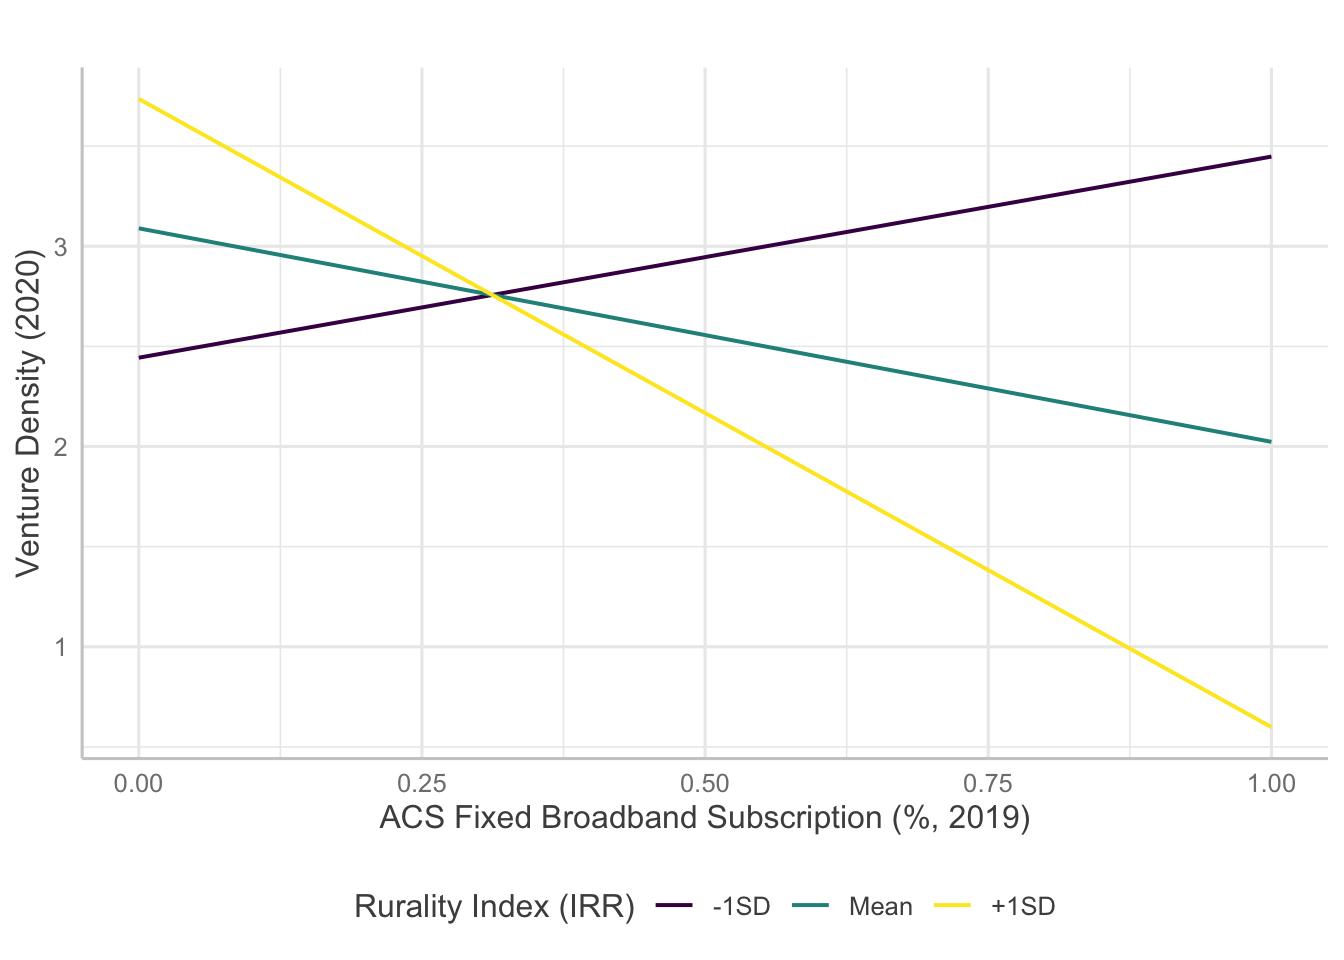 Venture Density (2020)
3
2
1
0.00 0.25 0.50 0.75 1.00
ACS Fixed Broadband Subscription (%, 2019)
Rurality Index (IRR) -1SD Mean +1SD